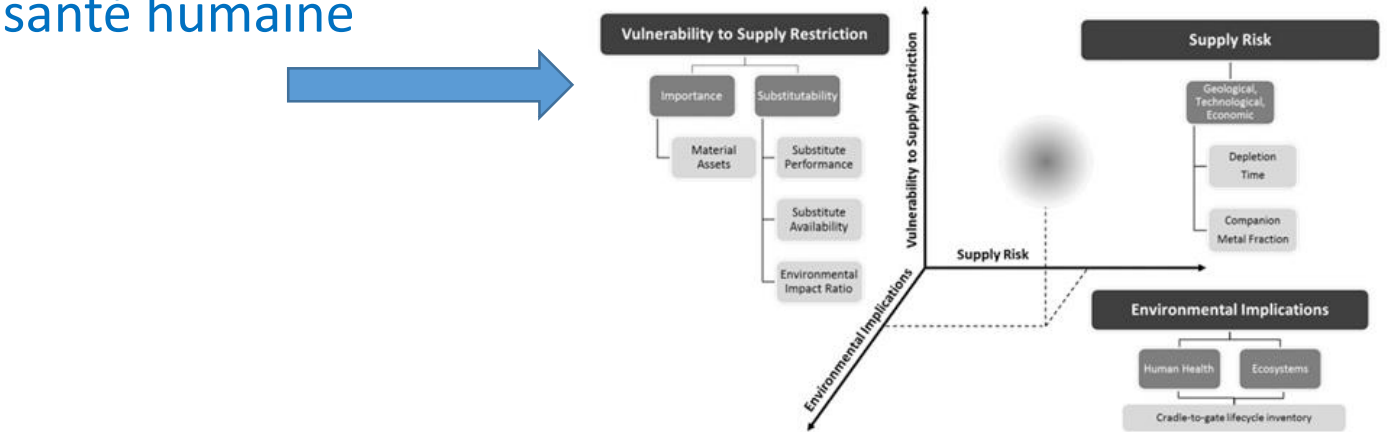 santé humaine
Vulnerability to Supply Restriction
Importance
Substitutability
Material
Assets
Substitute
Performance
Substitute
Availability
Environmental
Impact Ratio
Vulnerability to Supply Restriction
Supply Risk
Environmental Implications
Supply Risk
Geological,
Technological,
Economic
Depletion
Time
Companion
Metal Fraction
Environmental Implications
Human Health
Ecosystems
Cradle-to-gate lifecycle inventory